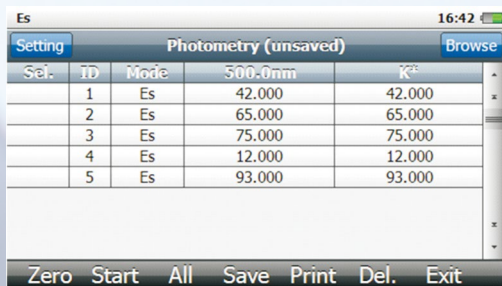 Es 16:42
Setting Photometry (unsaved) Browse
Sel. ID Mode 500.0nm K*
1 Es 42.000 42.000
2 Es 65.000 65.000
3 Es 75.000 75.000
4 Es 12.000 12.000
5 Es 93.000 93.000
Zero Start All Save Print Del. Exit